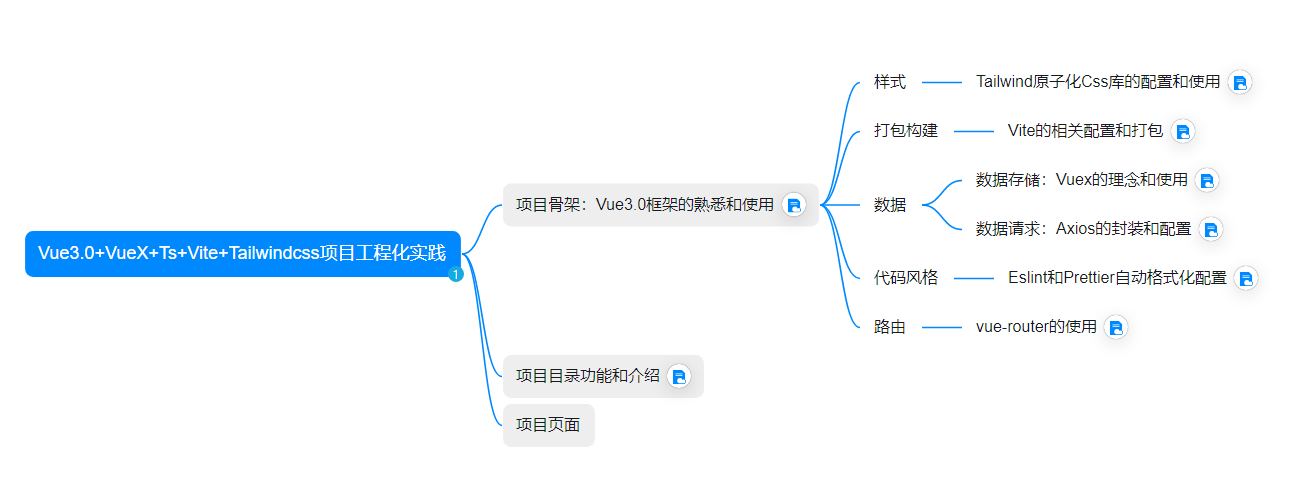 Vue3.0+VueX+Ts+Vite+Tailwindcss项目工程化实践
1
项目骨架：Vue3.0框架的熟悉和使用
样式
Tailwind原子化Css库的配置和使用
打包构建
Vite的相关配置和打包
数据
数据存储：Vuex的理念和使用
数据请求：Axios的封装和配置
代码风格
Eslint和Prettier自动格式化配置
路由
vue-router的使用
项目目录功能和介绍
项目页面